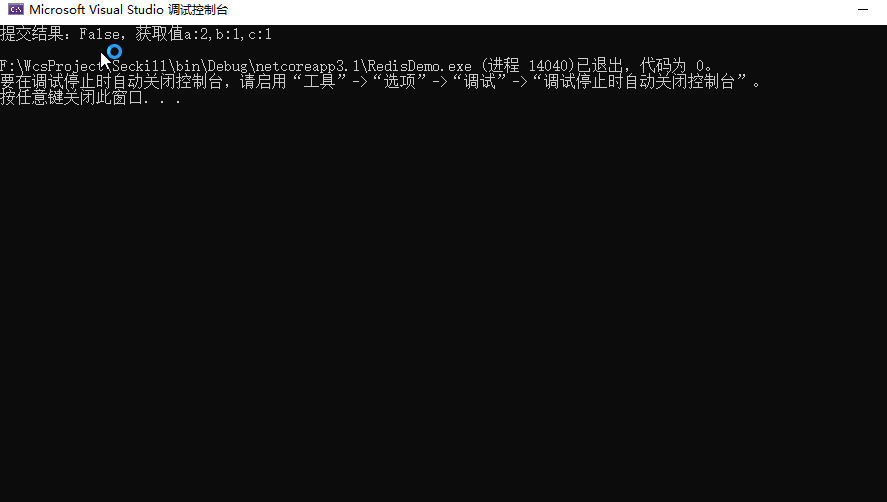 Microsoft Visual Studio 调试控制台
提交结果：False，获取值a:2,b:1,c:1
F:\WcsProject\Seckill\bin\Debug\netcoreapp3.1\RedisDemo.exe (进程 14040)已退出，代码为 0。
要在调试停止时自动关闭控制台，请启用“工具”->“选项”->“调试”->“调试停止时自动关闭控制台”。
按任意键关闭此窗口. . .